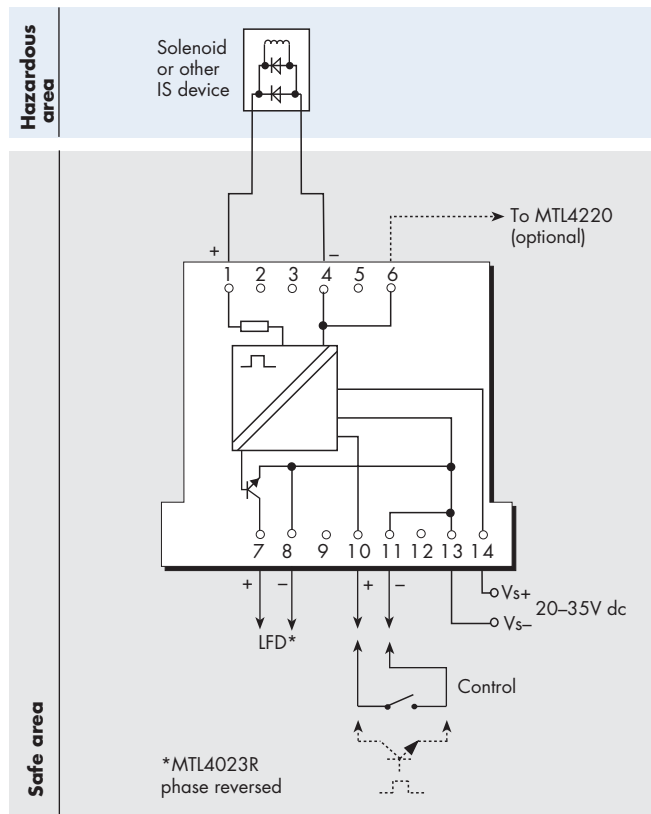 Hazardous
area
Solenoid
or other
IS device
To MTL4220
(optional)
+ –
1 2 3 4 5 6
7 8 9 10 11 12 13 14
+ – + –
Vs+
20–35V dc
Vs–
LFD*
Control
Safe area
*MTL4023R
phase reversed